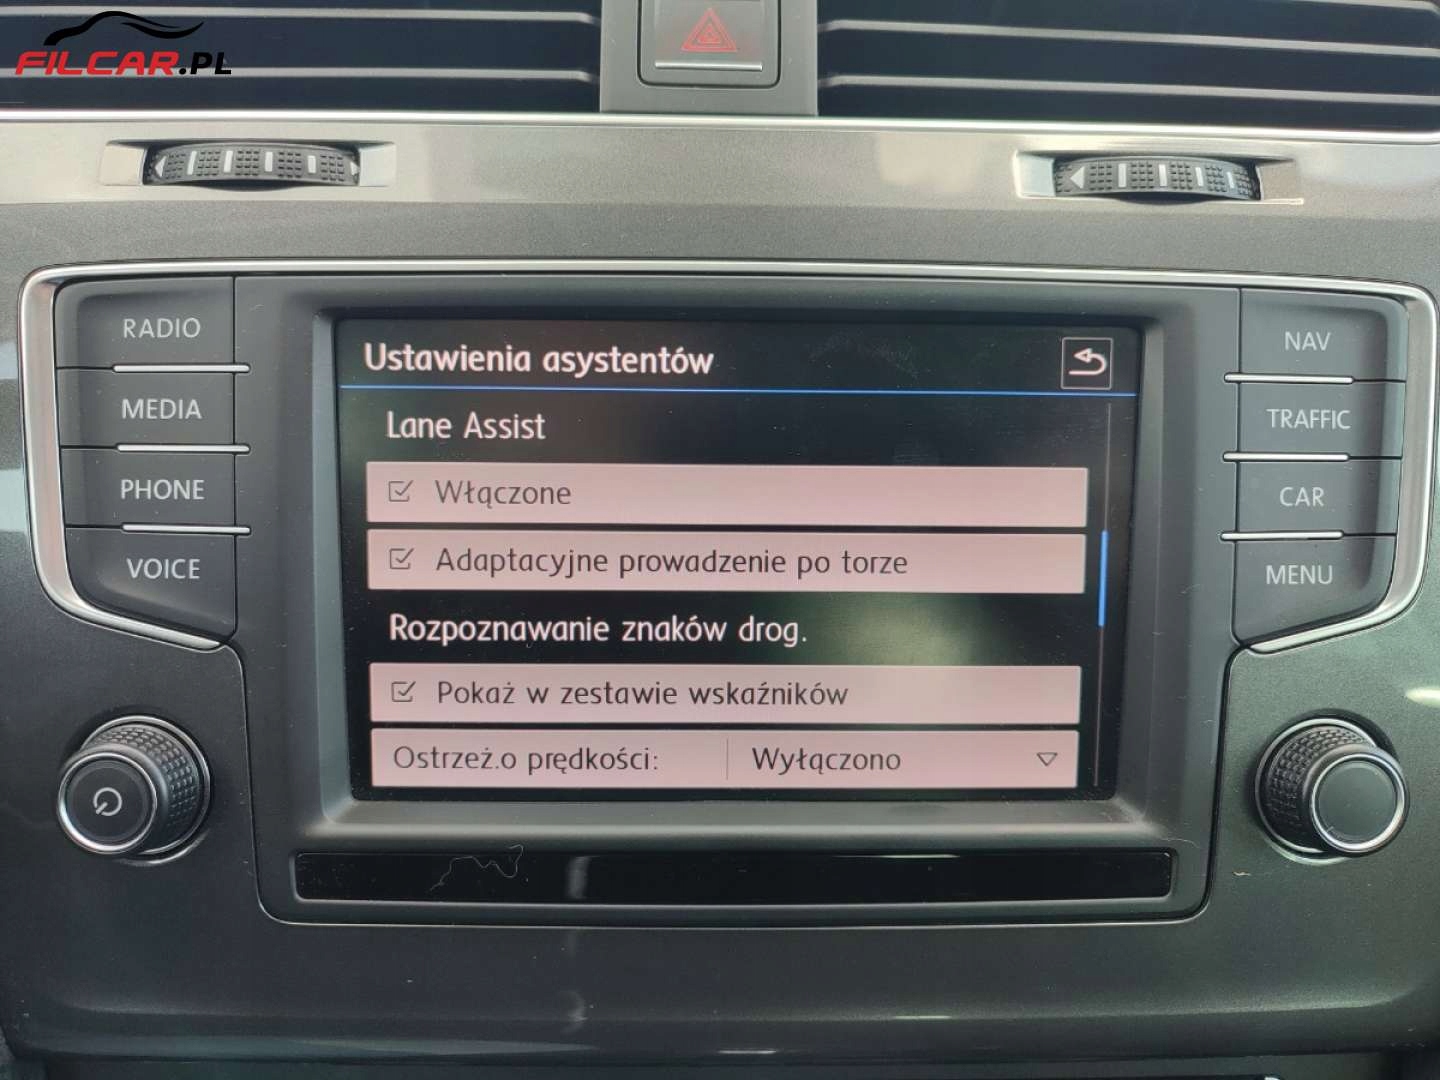 FILCAR.PL
RADIO
MEDIA
PHONE
VOICE
Ustawienia asystentów
Lane Assist
Włączone
Adaptacyjne prowadzenie po torze
Rozpoznawanie znaków drog.
Pokaż w zestawie wskaźników
Ostrzeż.o prędkości: Wyłączono
NAV
TRAFFIC
CAR
MENU